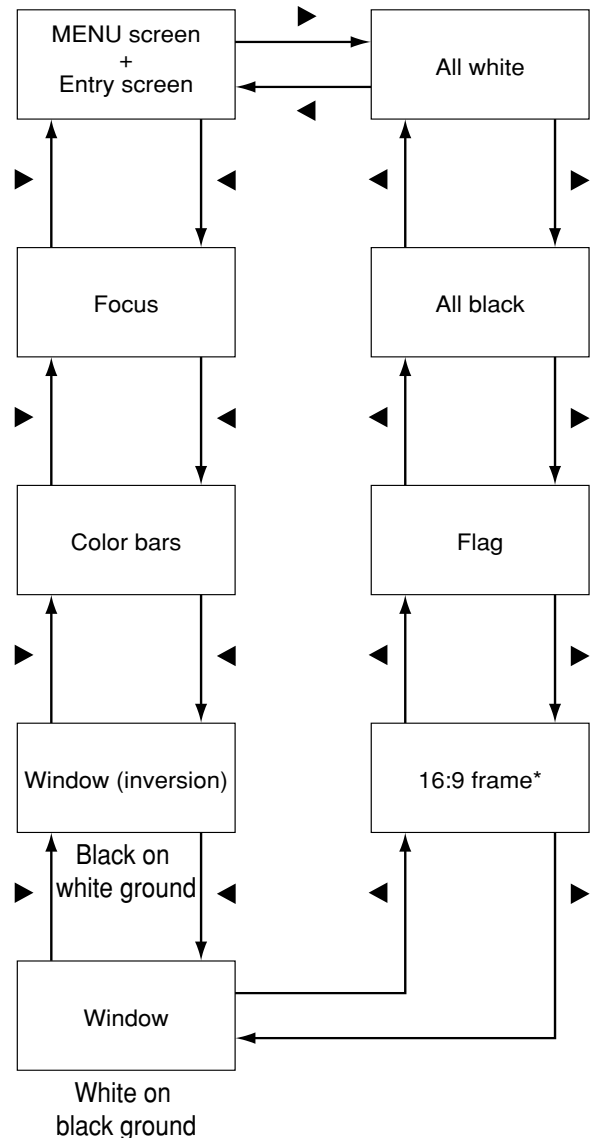 MENU screen
+
Entry screen
All white
Focus
All black
Color bars
Flag
Window (inversion)
16:9 frame*
Black on
white ground
Window
White on
black ground